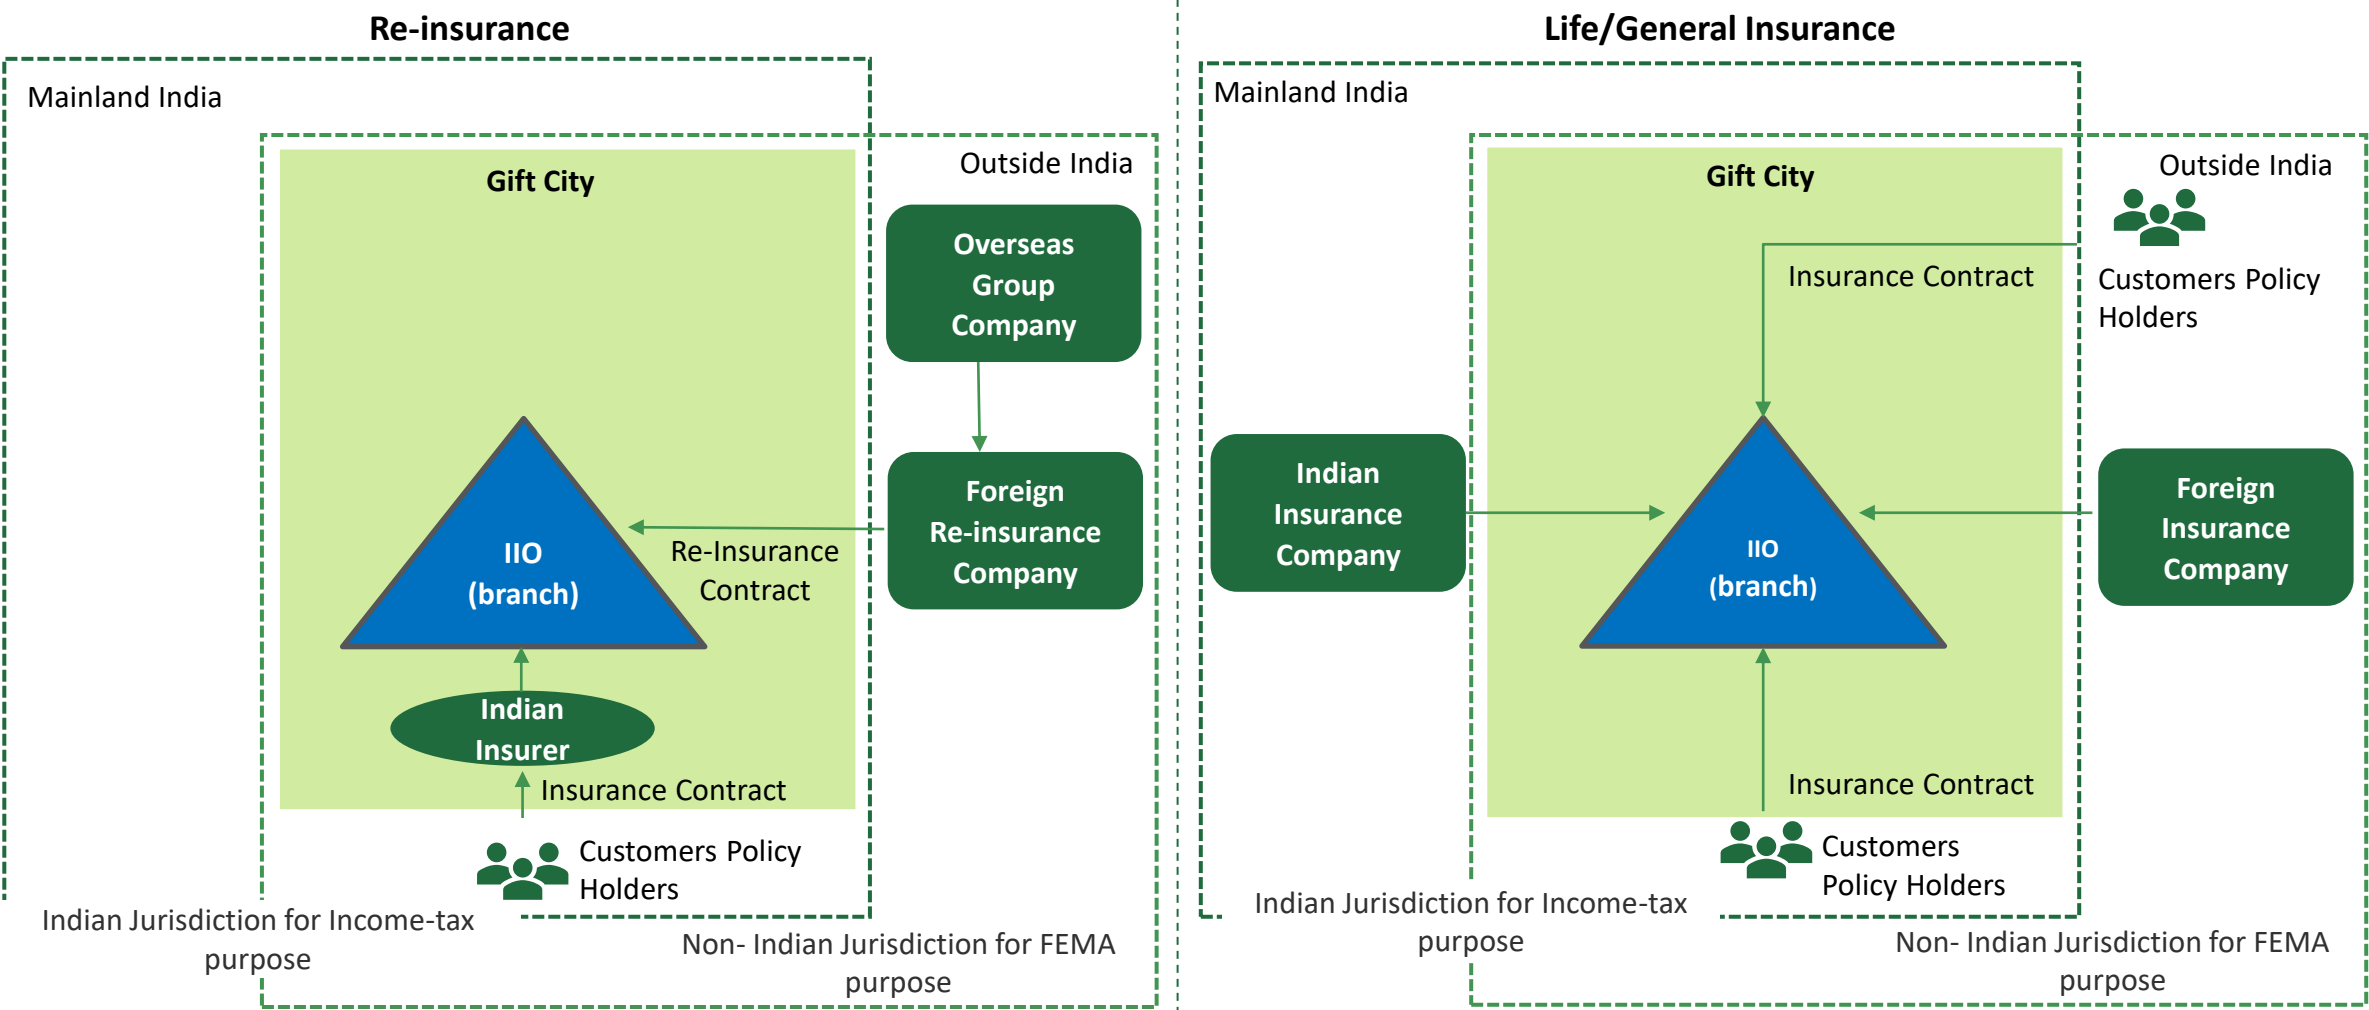 Re-insurance
Mainland India
Gift City
Outside India
Overseas
Group
Company
Foreign
Re-insurance
Company
Re-Insurance
Contract
IIO
(branch)
Indian
Insurer
Insurance Contract
Customers Policy
Holders
Indian Jurisdiction for Income-tax
purpose
Non- Indian Jurisdiction for FEMA
purpose
Life/General Insurance
Mainland India
Gift City
Outside India
Customers Policy
Holders
Insurance Contract
Indian
Insurance
Company
IIO
(branch)
Foreign
Insurance
Company
Insurance Contract
Customers
Policy Holders
Indian Jurisdiction for Income-tax
purpose
Non- Indian Jurisdiction for FEMA
purpose